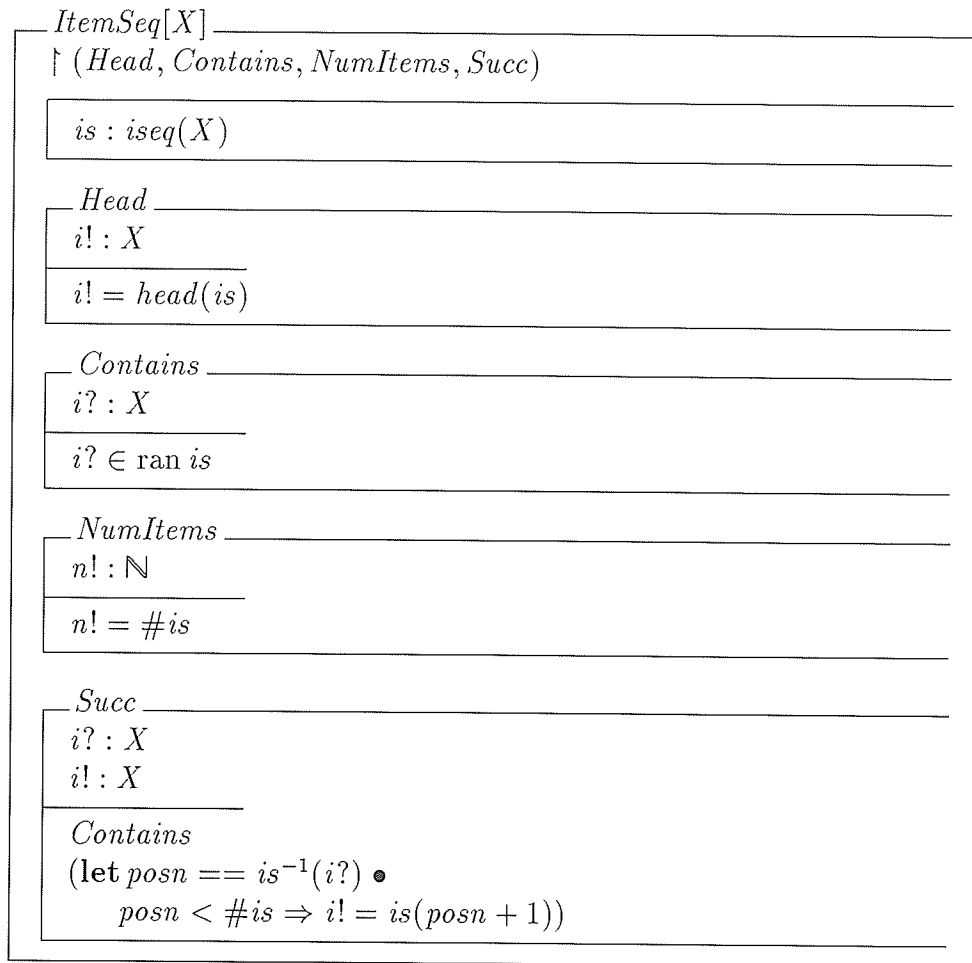 ItemSeq[X]
↾ (Head, Contains, NumItems, Succ)
is : iseq(X)
Head
i! : X
i! = head(is)
Contains
i? : X
i? ∈ ran is
NumItems
n! : ℕ
n! = #is
Succ
i? : X
i! : X
Contains
(let posn == is⁻¹(i?) •
posn < #is ⇒ i! = is(posn + 1))